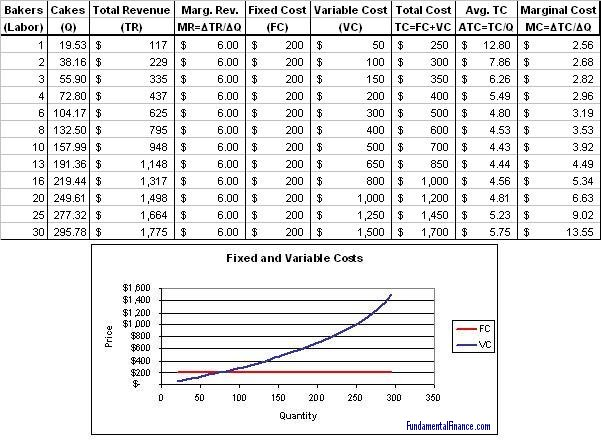 Bakers Cakes Total Revenue Marg. Rev. Fixed Cost Variable Cost Total Cost Avg. TC Marginal Cost
(Labor) (Q) (TR) MR=ΔTR/ΔQ (FC) (VC) TC=FC+VC ATC=TC/Q MC=ΔTC/ΔQ
1 19.53 $ 117 $ 6.00 $ 200 $ 50 $ 250 $ 12.80 $ 2.56
2 38.16 $ 229 $ 6.00 $ 200 $ 100 $ 300 $ 7.86 $ 2.68
3 55.90 $ 335 $ 6.00 $ 200 $ 150 $ 350 $ 6.26 $ 2.82
4 72.80 $ 437 $ 6.00 $ 200 $ 200 $ 400 $ 5.49 $ 2.96
6 104.17 $ 625 $ 6.00 $ 200 $ 300 $ 500 $ 4.80 $ 3.19
8 132.50 $ 795 $ 6.00 $ 200 $ 400 $ 600 $ 4.53 $ 3.53
10 157.99 $ 948 $ 6.00 $ 200 $ 500 $ 700 $ 4.43 $ 3.92
13 191.36 $ 1,148 $ 6.00 $ 200 $ 650 $ 850 $ 4.44 $ 4.49
16 219.44 $ 1,317 $ 6.00 $ 200 $ 800 $ 1,000 $ 4.56 $ 5.34
20 249.61 $ 1,498 $ 6.00 $ 200 $ 1,000 $ 1,200 $ 4.81 $ 6.63
25 277.32 $ 1,664 $ 6.00 $ 200 $ 1,250 $ 1,450 $ 5.23 $ 9.02
30 295.78 $ 1,775 $ 6.00 $ 200 $ 1,500 $ 1,700 $ 5.75 $ 13.55
Fixed and Variable Costs
$1,600
$1,400
$1,200
$1,000
$800
$600
$400
$200
$-
Price
0 50 100 150 200 250 300 350
Quantity
FC
VC
FundamentalFinance.com